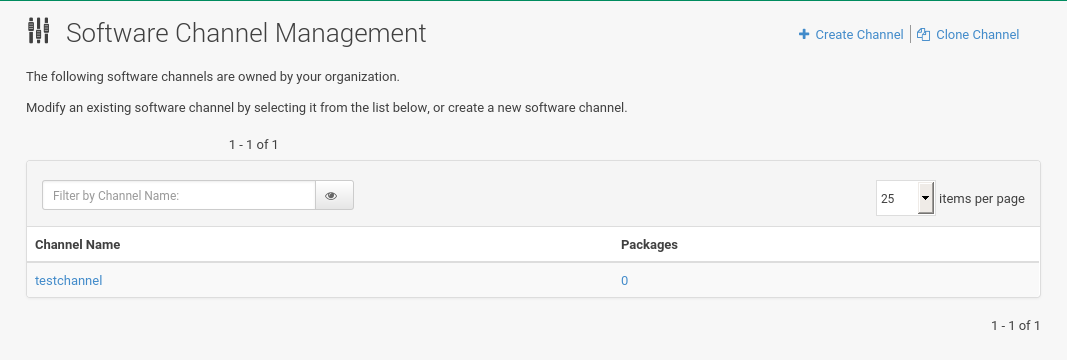 Software Channel Management
Create Channel Clone Channel
The following software channels are owned by your organization.
Modify an existing software channel by selecting it from the list below, or create a new software channel.
1 - 1 of 1
Filter by Channel Name:
25 items per page
Channel Name Packages
testchannel 0
1 - 1 of 1